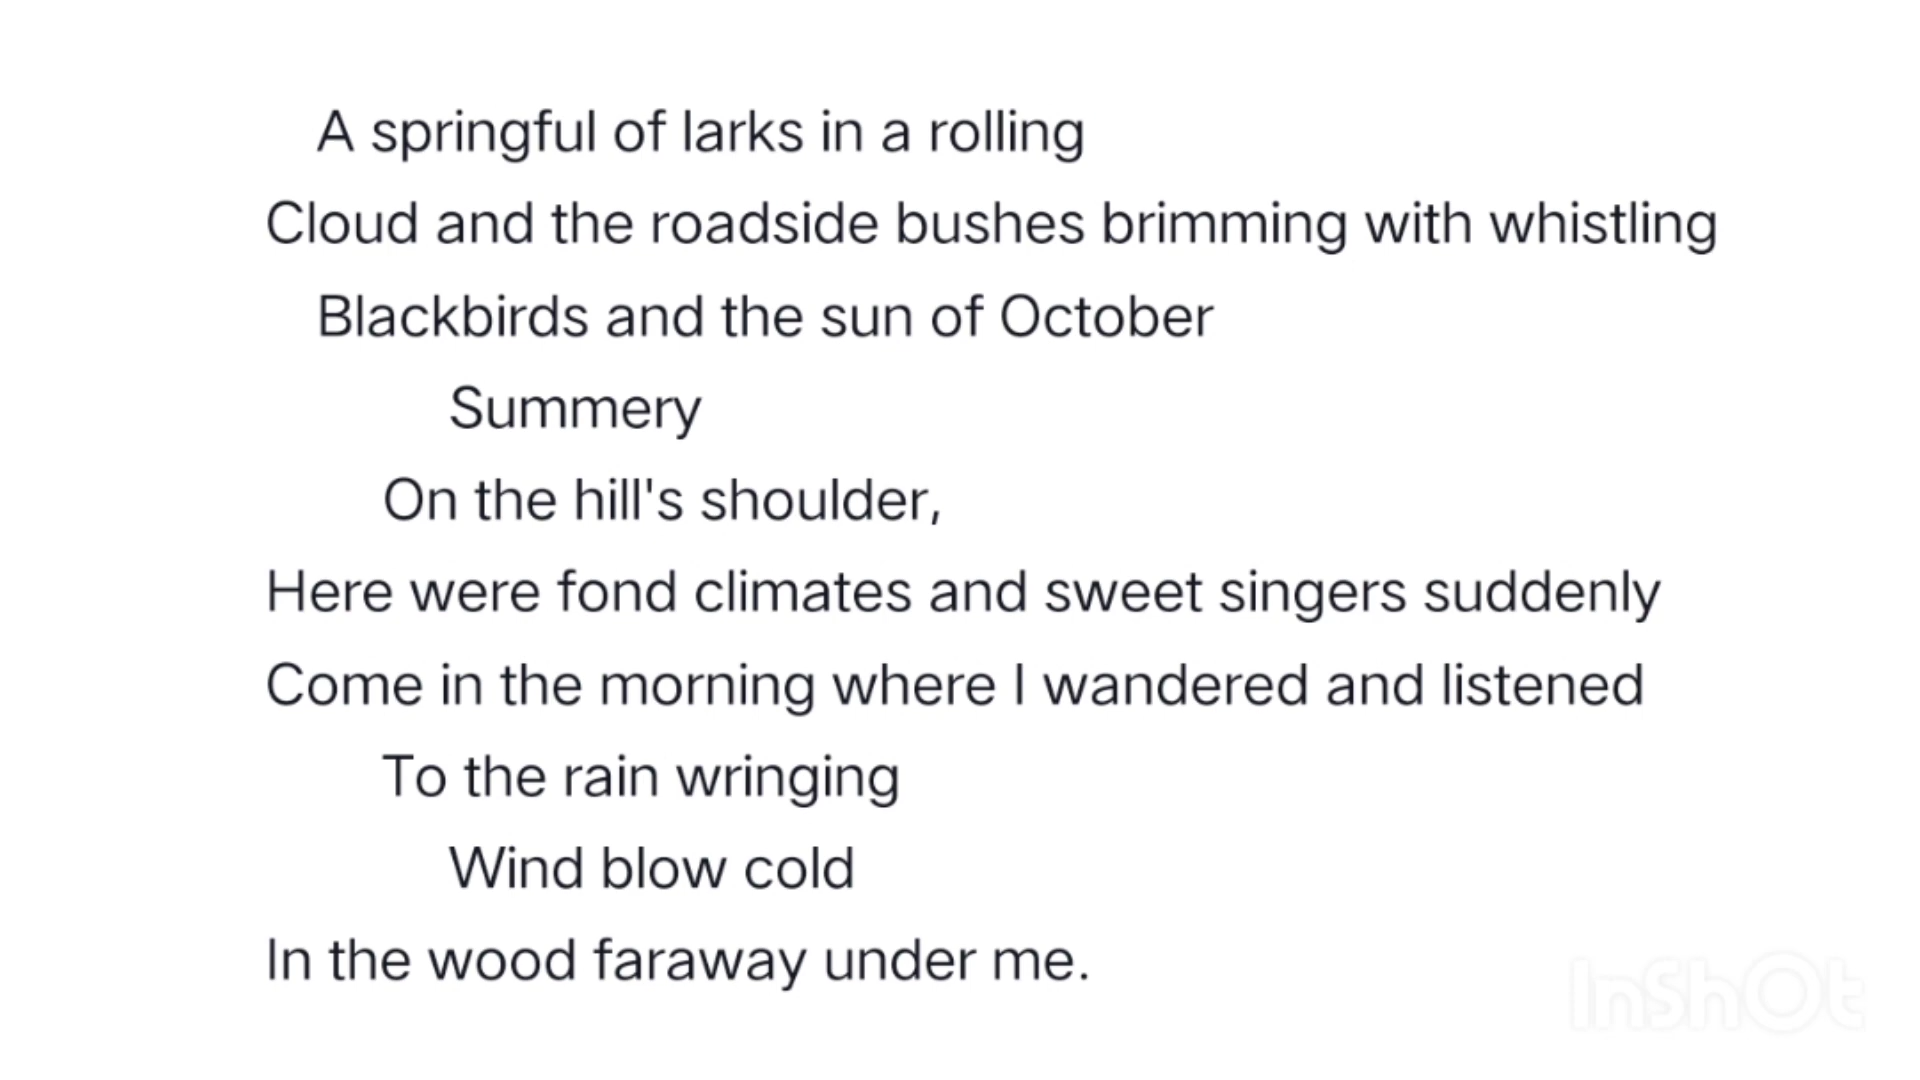 A springful of larks in a rolling
Cloud and the roadside bushes brimming with whistling
Blackbirds and the sun of October
Summery
On the hill's shoulder,
Here were fond climates and sweet singers suddenly
Come in the morning where I wandered and listened
To the rain wringing
Wind blow cold
In the wood faraway under me.
InShOt